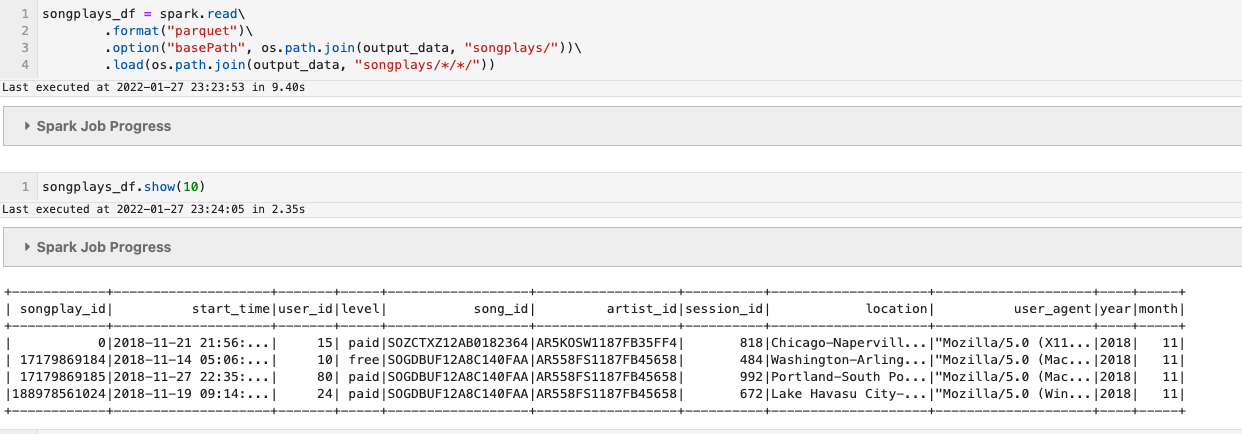 1 songplays_df = spark.read\
2 .format("parquet")\
3 .option("basePath", os.path.join(output_data, "songplays/"))\
4 .load(os.path.join(output_data, "songplays/*/*/"))
Last executed at 2022-01-27 23:23:53 in 9.40s
Spark Job Progress
1 songplays_df.show(10)
Last executed at 2022-01-27 23:24:05 in 2.35s
Spark Job Progress
+------------+--------------------+-------+-----+------------------+------------------+----------+--------------------+--------------------+----+-----+
| songplay_id| start_time|user_id|level| song_id| artist_id|session_id| location| user_agent|year|month|
+------------+--------------------+-------+-----+------------------+------------------+----------+--------------------+--------------------+----+-----+
| 0|2018-11-21 21:56:...| 15| paid|SOZCTXZ12AB0182364|AR5KOSW1187FB35FF4| 818|Chicago-Napervill...|"Mozilla/5.0 (X11...|2018| 11|
| 17179869184|2018-11-14 05:06:...| 10| free|SOGDBUF12A8C140FAA|AR558FS1187FB45658| 484|Washington-Arling...|"Mozilla/5.0 (Mac...|2018| 11|
| 17179869185|2018-11-27 22:35:...| 80| paid|SOGDBUF12A8C140FAA|AR558FS1187FB45658| 992|Portland-South Po...|"Mozilla/5.0 (Mac...|2018| 11|
|188978561024|2018-11-19 09:14:...| 24| paid|SOGDBUF12A8C140FAA|AR558FS1187FB45658| 672|Lake Havasu City-...|"Mozilla/5.0 (Win...|2018| 11|
+------------+--------------------+-------+-----+------------------+------------------+----------+--------------------+--------------------+----+-----+